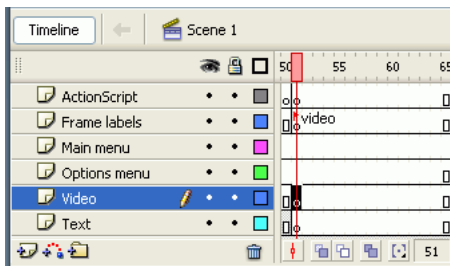 Timeline Scene 1
50 55 60 65
ActionScript
Frame labels video
Main menu
Options menu
Video
Text
51